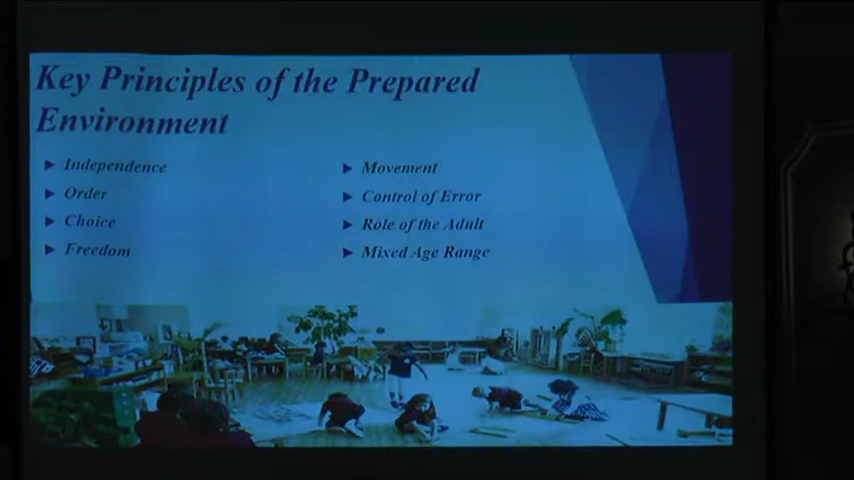 Key Principles of the Prepared
Environment
Independence
Order
Choice
Freedom
Movement
Control of Error
Role of the Adult
Mixed Age Range